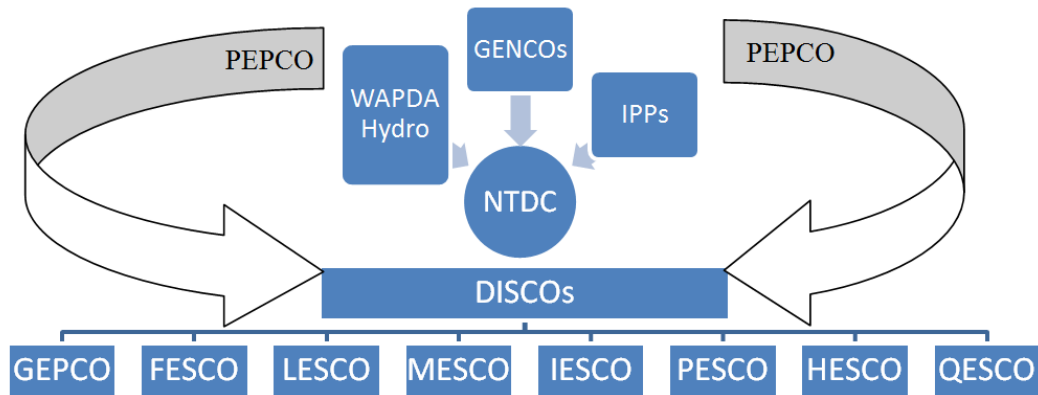 PEPCO
GENCOs
PEPCO
WAPDA
Hydro
IPPs
NTDC
DISCOs
GEPCO
FESCO
LESCO
MESCO
IESCO
PESCO
HESCO
QESCO